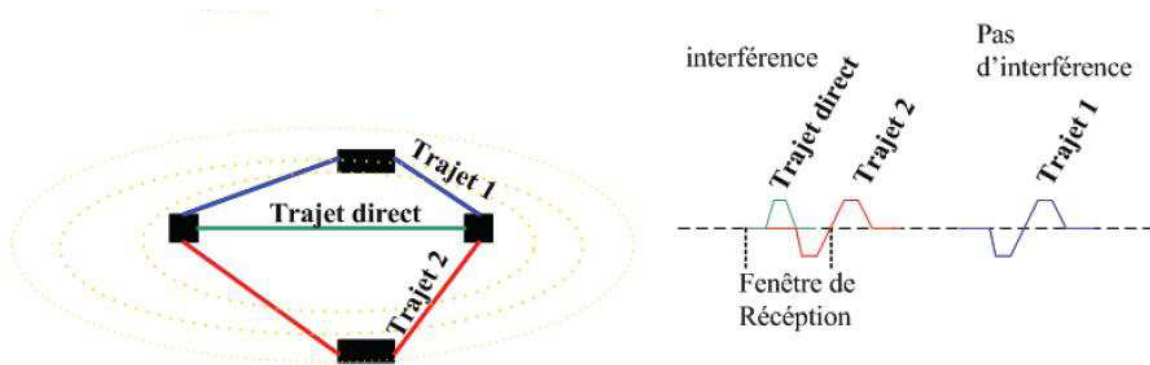 Trajet 1
Trajet direct
Trajet 2
interférence
Pas
d’interférence
Trajet direct
Trajet 2
Trajet 1
Fenêtre de
Récéption